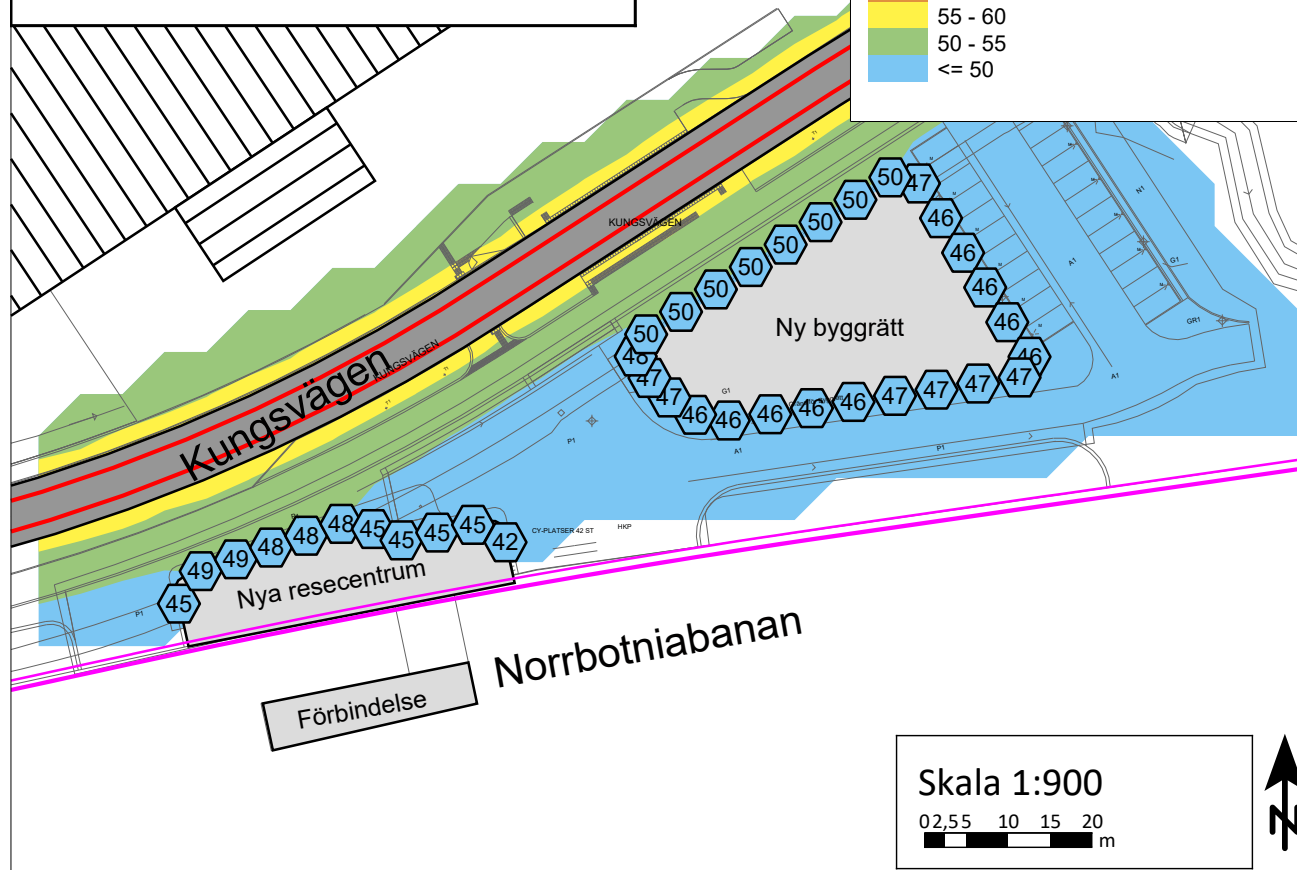 55 - 60
50 - 55
<= 50
KUNGSVÄGEN
KUNGSVÄGEN
Kungsvägen
50
47
50
46
50
46
50
46
50
46
50
46
50
47
50
48
47
47
46
46
46
46
46
47
47
47
Ny byggrätt
G1
A1
P1
P1
A1
A1
N1
G1
GR1
CY-PLATSER 42 ST
HKP
P1
45
49
49
48
48
48
45
45
45
45
42
Nya resecentrum
Norrbotniabanan
Förbindelse
Skala 1:900
0 2,5 5 10 15 20
m
N